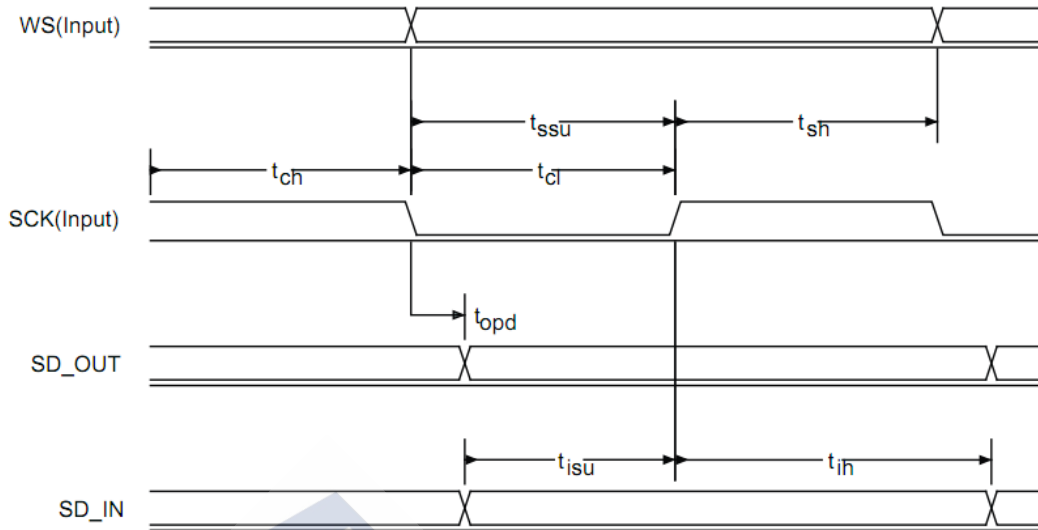 WS(Input)
tssu
tsh
tch
tcl
SCK(Input)
topd
SD_OUT
tisu
tih
SD_IN